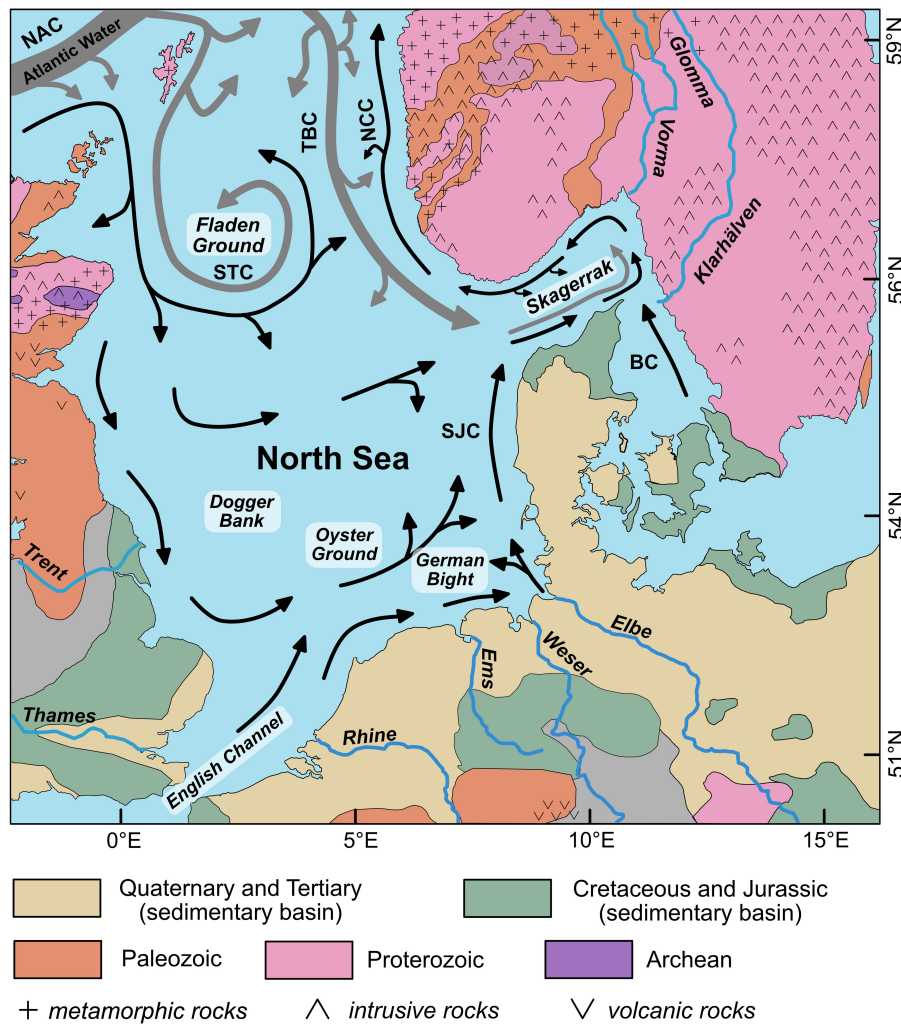 NAC
Atlantic Water
TBC
NCC
Glomma
Vorma
59°N
Fladen
Ground
STC
Klarhälven
Skagerrak
56°N
BC
SJC
North Sea
Dogger
Bank
Oyster
Ground
German
Bight
54°N
Trent
Elbe
Weser
Ems
Thames
English Channel
Rhine
51°N
0°E
5°E
10°E
15°E
Quaternary and Tertiary
(sedimentary basin)
Cretaceous and Jurassic
(sedimentary basin)
Paleozoic
Proterozoic
Archean
metamorphic rocks
intrusive rocks
volcanic rocks